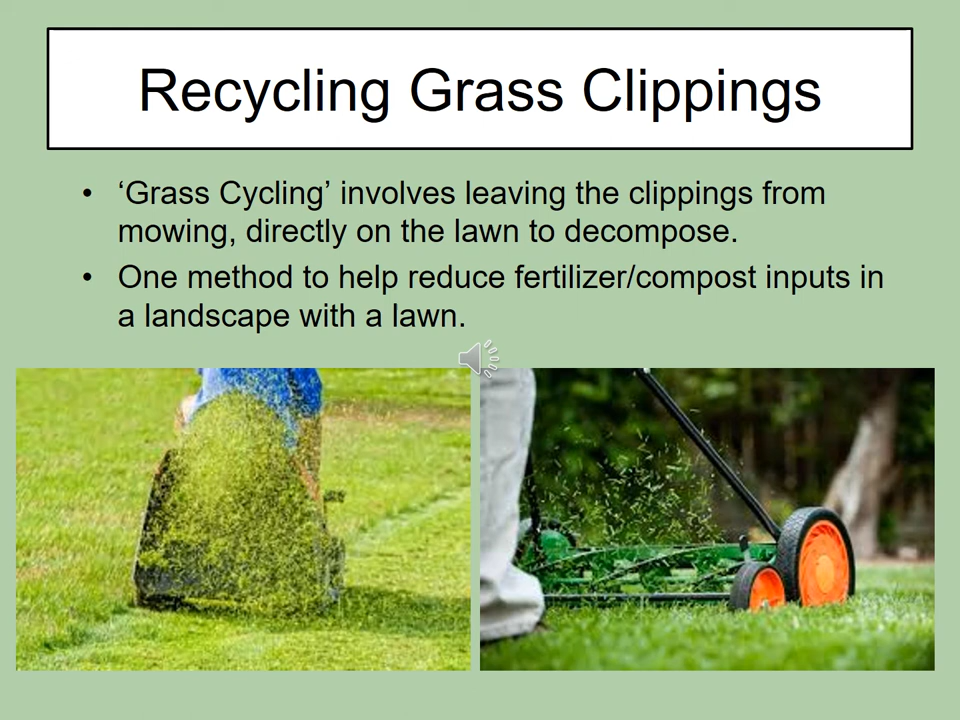 Recycling Grass Clippings
• ‘Grass Cycling’ involves leaving the clippings from
mowing, directly on the lawn to decompose.
• One method to help reduce fertilizer/compost inputs in
a landscape with a lawn.